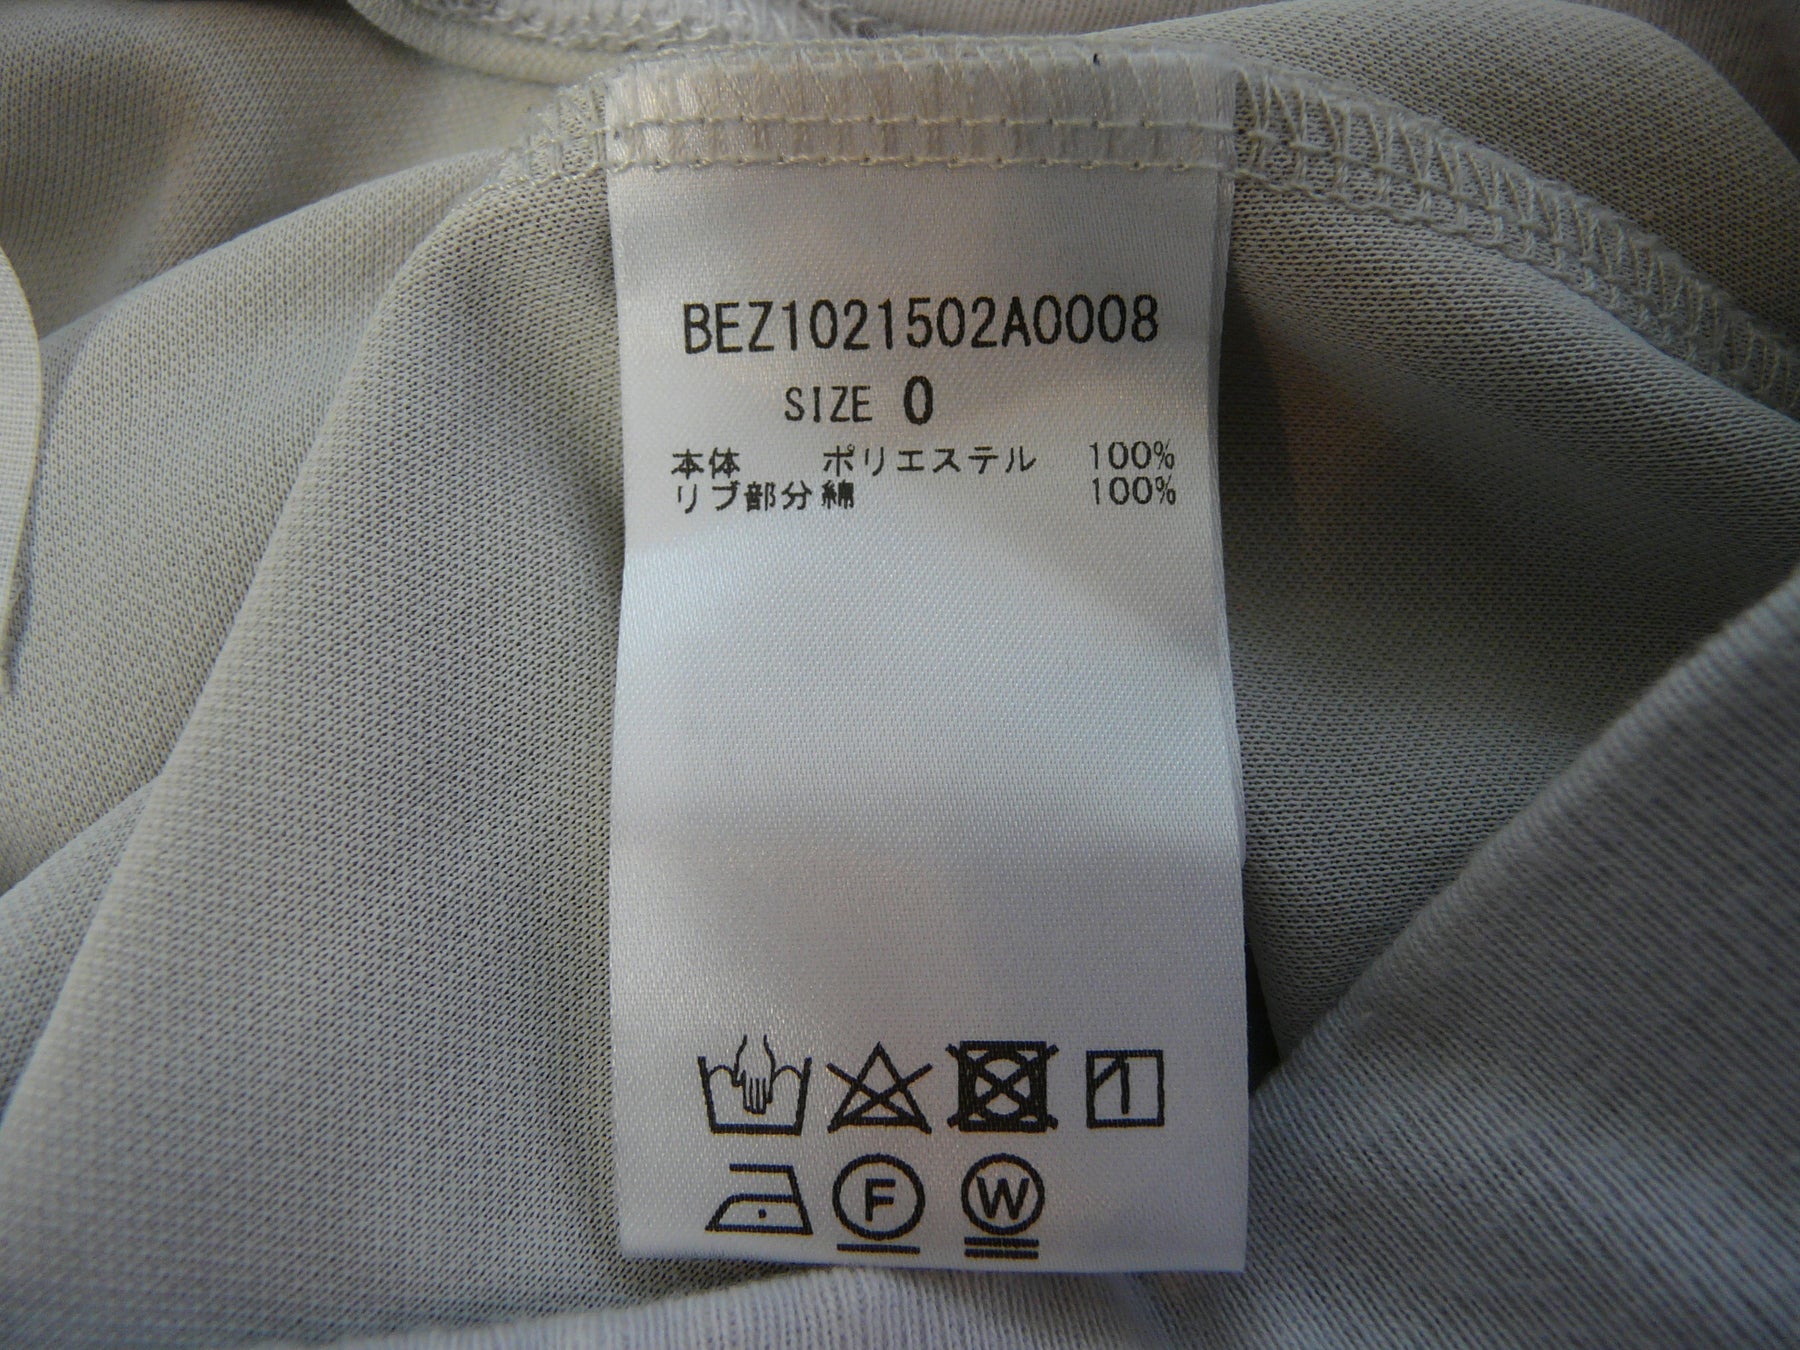 BEZ1021502A0008
SIZE 0
本体 ポリエステル 100%
リブ部分 綿 100%
F
W